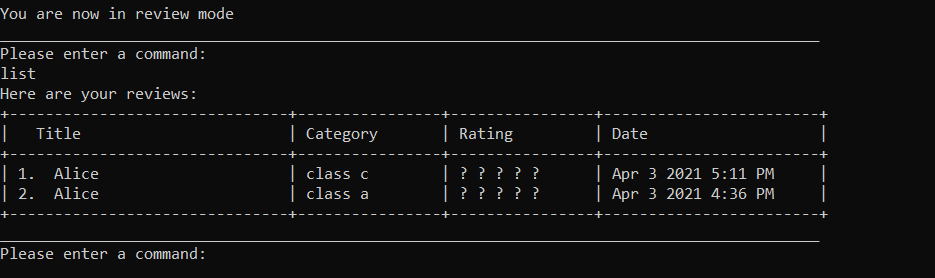 You are now in review mode
___________________________________________________________________________________________
Please enter a command:
list
Here are your reviews:
+-------------------------------+---------------+----------------+------------------------+
|   Title                       | Category      | Rating         | Date                   |
+-------------------------------+---------------+----------------+------------------------+
| 1.  Alice                     | class c       | ? ? ? ? ?      | Apr 3 2021 5:11 PM     |
| 2.  Alice                     | class a       | ? ? ? ? ?      | Apr 3 2021 4:36 PM     |
+-------------------------------+---------------+----------------+------------------------+
___________________________________________________________________________________________
Please enter a command: